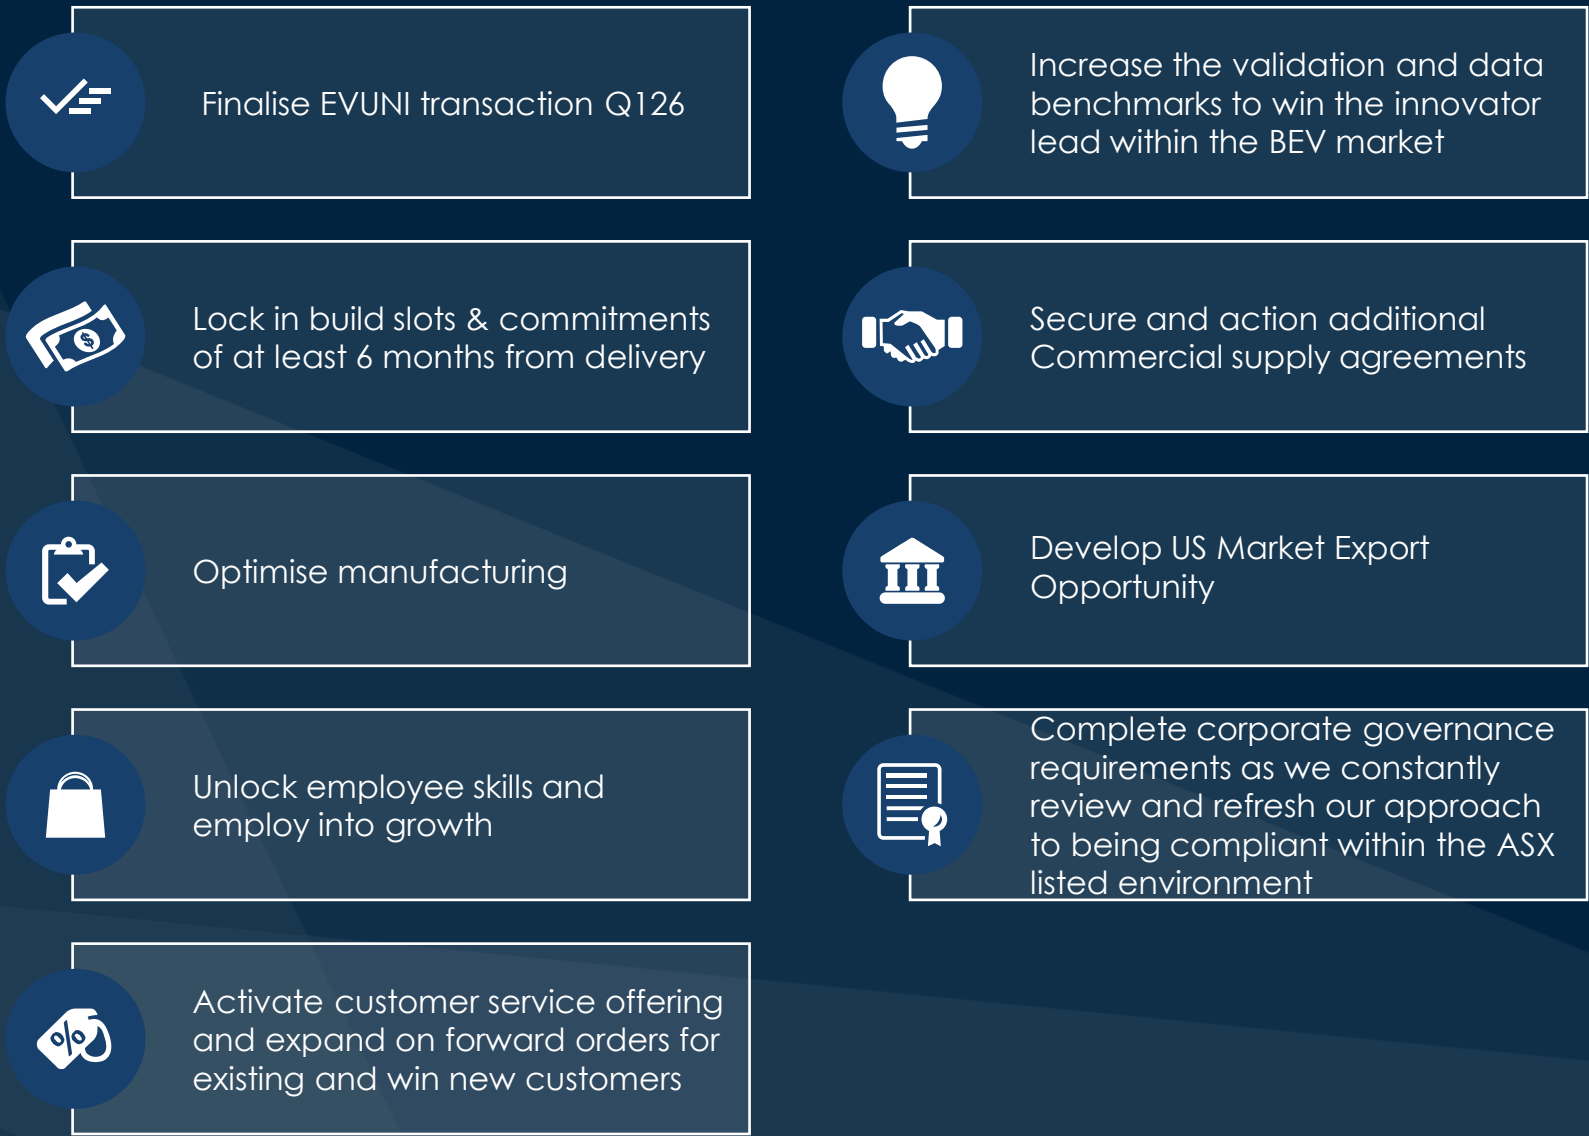 Finalise EVUNI transaction Q126
Lock in build slots & commitments
of at least 6 months from delivery
Optimise manufacturing
Unlock employee skills and
employ into growth
Activate customer service offering
and expand on forward orders for
existing and win new customers
Increase the validation and data
benchmarks to win the innovator
lead within the BEV market
Secure and action additional
Commercial supply agreements
Develop US Market Export
Opportunity
Complete corporate governance
requirements as we constantly
review and refresh our approach
to being compliant within the ASX
listed environment